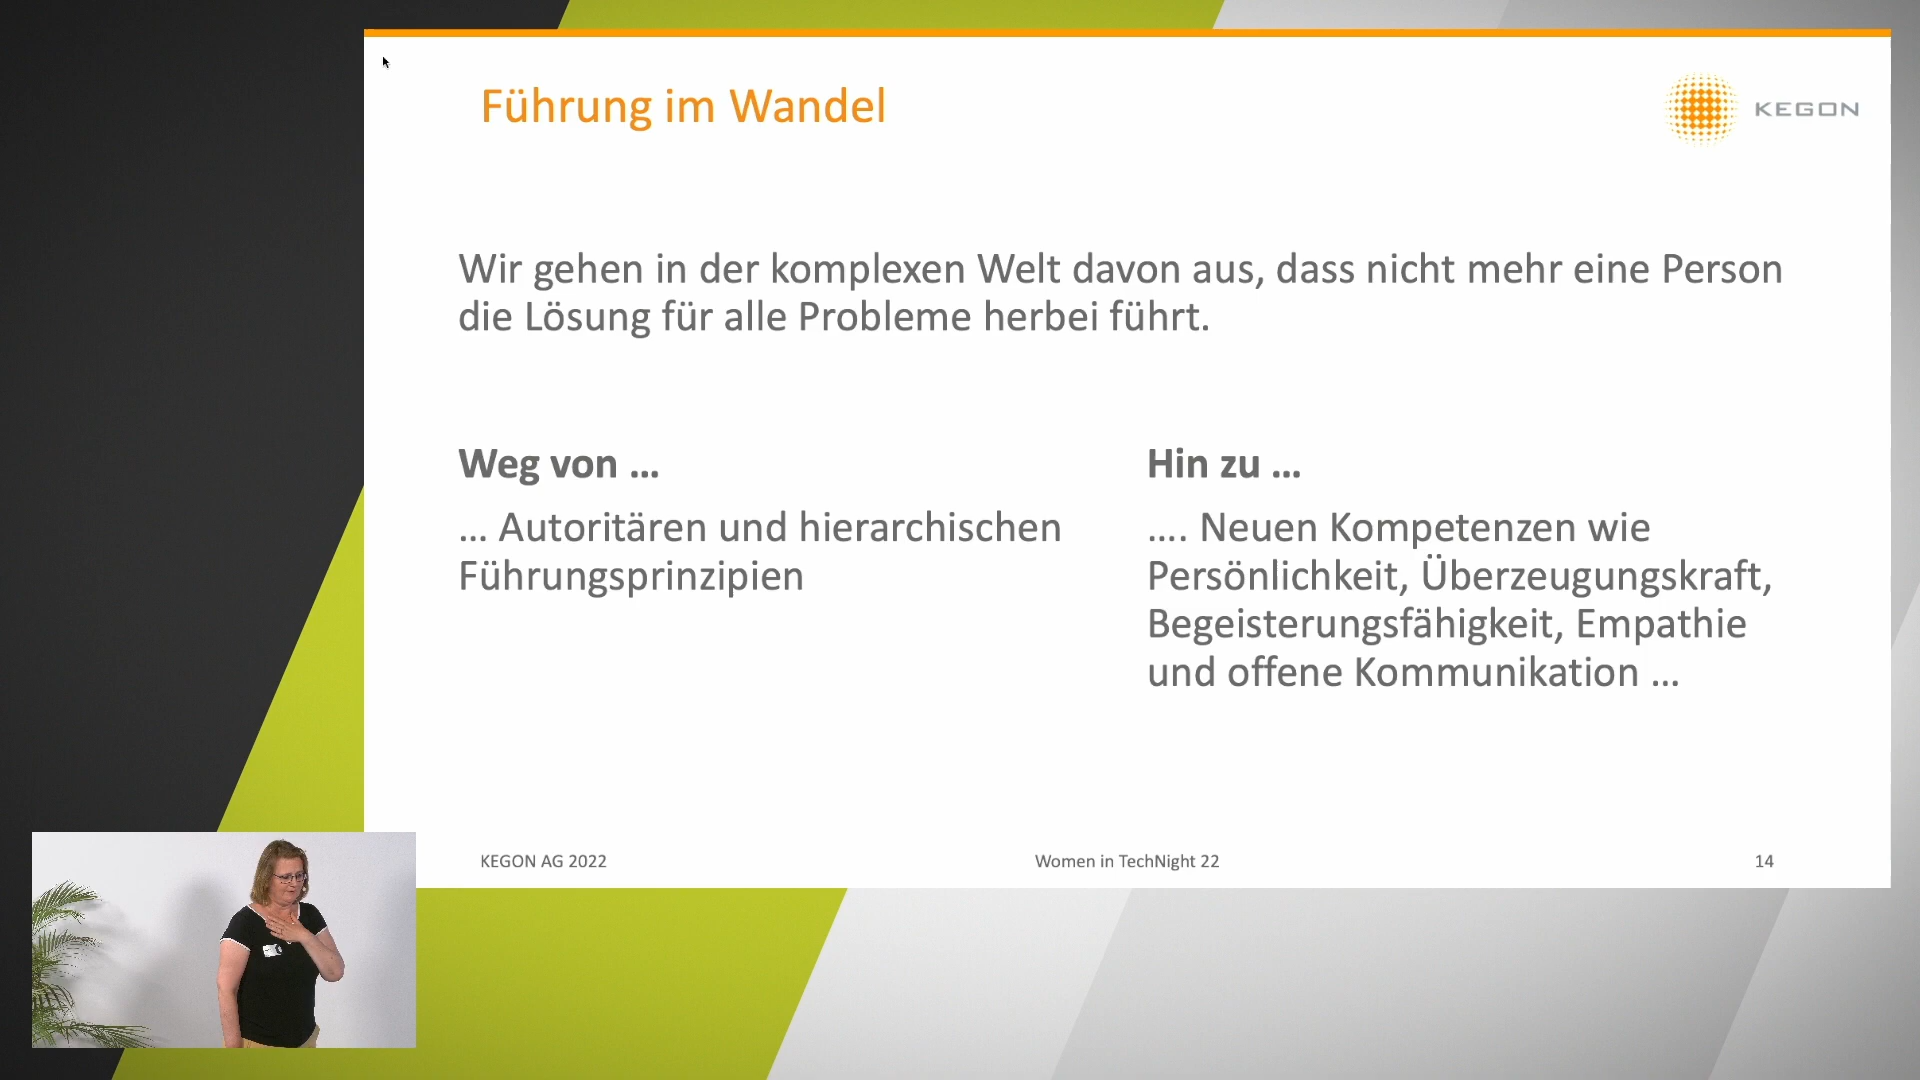 Führung im Wandel
KEGON
Wir gehen in der komplexen Welt davon aus, dass nicht mehr eine Person
die Lösung für alle Probleme herbei führt.
Weg von ...
... Autoritären und hierarchischen
Führungsprinzipien
Hin zu ...
.... Neuen Kompetenzen wie
Persönlichkeit, Überzeugungskraft,
Begeisterungsfähigkeit, Empathie
und offene Kommunikation ...
KEGON AG 2022
Women in TechNight 22
14